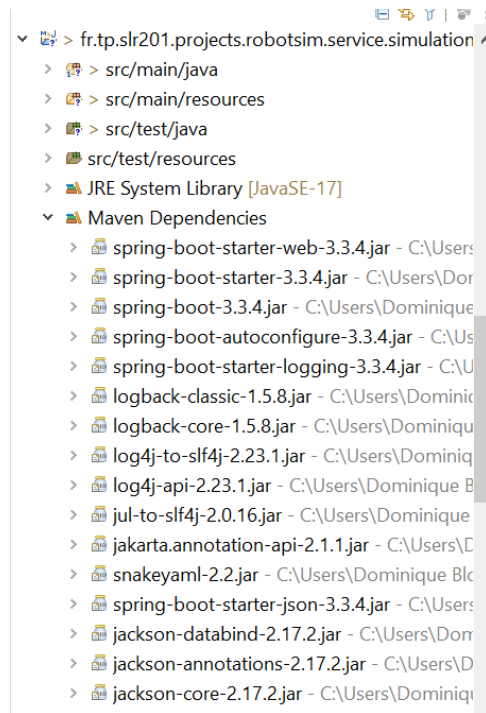 > fr.tp.slr201.projects.robotsim.service.simulation
> src/main/java
> src/main/resources
> src/test/java
src/test/resources
JRE System Library [JavaSE-17]
Maven Dependencies
spring-boot-starter-web-3.3.4.jar - C:\Users
spring-boot-starter-3.3.4.jar - C:\Users\Dor
spring-boot-3.3.4.jar - C:\Users\Dominique
spring-boot-autoconfigure-3.3.4.jar - C:\Us
spring-boot-starter-logging-3.3.4.jar - C:\U
logback-classic-1.5.8.jar - C:\Users\Dominic
logback-core-1.5.8.jar - C:\Users\Dominiqu
log4j-to-slf4j-2.23.1.jar - C:\Users\Dominiq
log4j-api-2.23.1.jar - C:\Users\Dominique B
jul-to-slf4j-2.0.16.jar - C:\Users\Dominique
jakarta.annotation-api-2.1.1.jar - C:\Users\D
snakeyaml-2.2.jar - C:\Users\Dominique Blo
spring-boot-starter-json-3.3.4.jar - C:\Users
jackson-databind-2.17.2.jar - C:\Users\Dom
jackson-annotations-2.17.2.jar - C:\Users\D
jackson-core-2.17.2.jar - C:\Users\Dominiqu